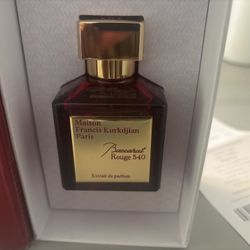 Maison
Francis Kurkdjian
Paris
Baccarat
Rouge 540
Extrait de parfum